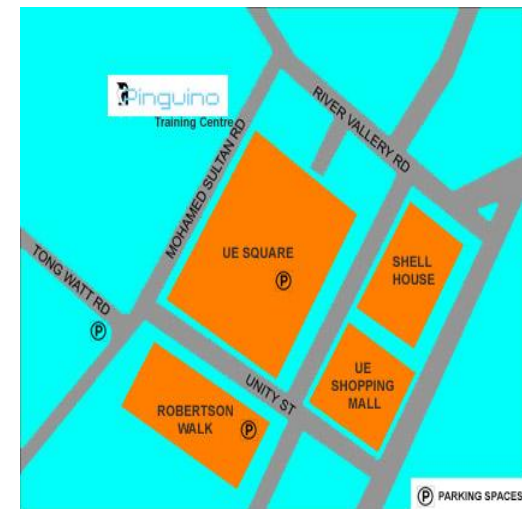 Pinguino
Training Centre
RIVER VALLERY RD
MOHAMED SULTAN RD
UE SQUARE
P
SHELL
HOUSE
TONG WATT RD
P
UE
SHOPPING
MALL
UNITY ST
ROBERTSON
WALK
P
P PARKING SPACES